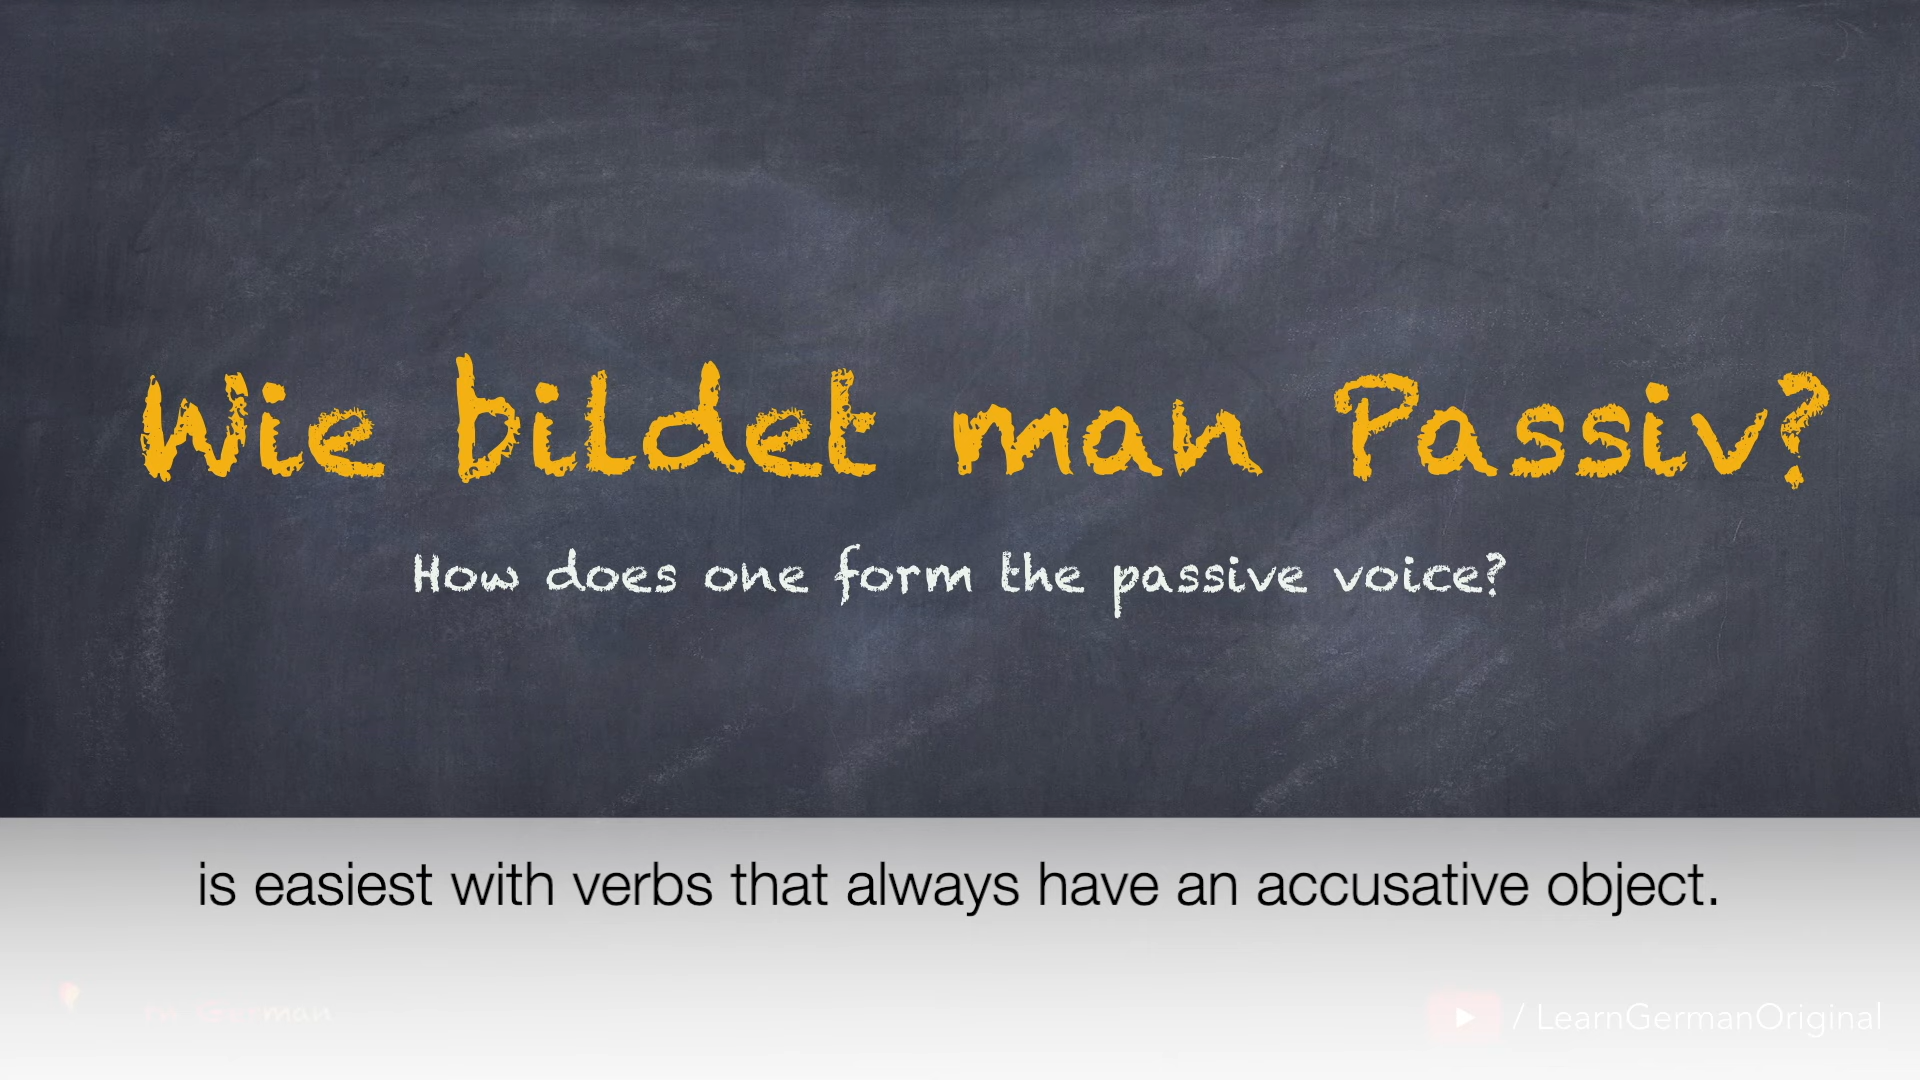 Wie bildet man Passiv?
How does one form the passive voice?
is easiest with verbs that always have an accusative object.
German
/ LearnGermanOriginal